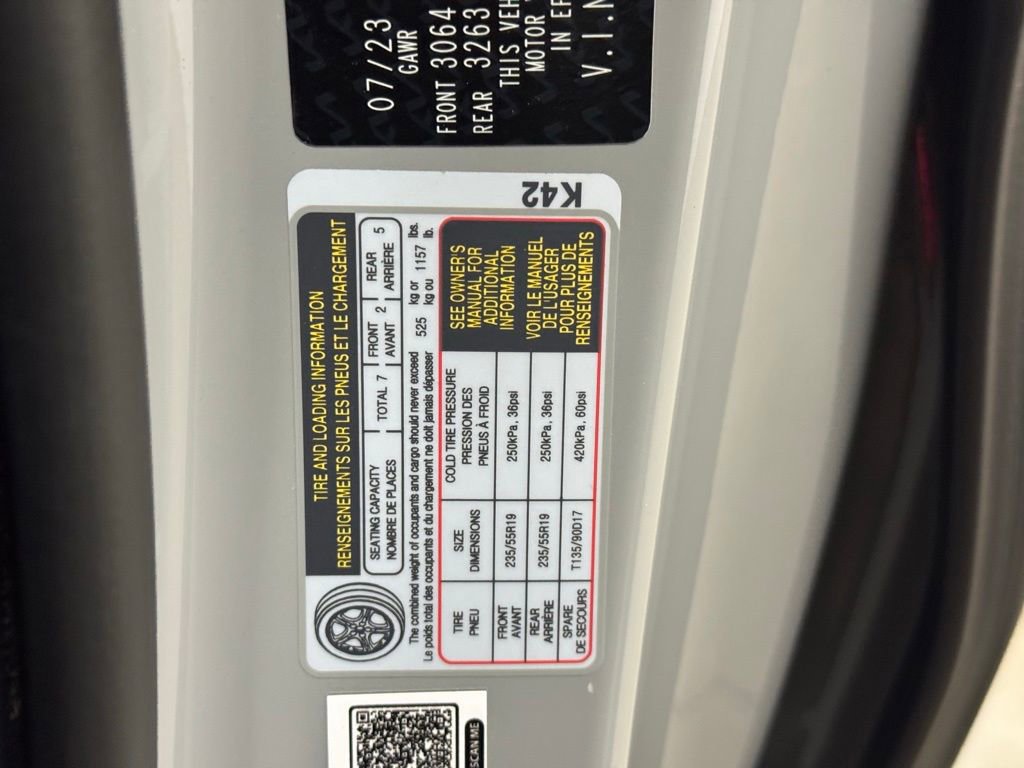 07/23
GAWR
FRONT 3064
REAR 3263
THIS VEH
MOTOR
IN EF
V.I.N
K42
TIRE AND LOADING INFORMATION
RENSEIGNEMENTS SUR LES PNEUS ET LE CHARGEMENT
SEATING CAPACITY
NOMBRE DE PLACES
TOTAL 7
FRONT
AVANT
2
REAR
ARRIÈRE
5
The combined weight of occupants and cargo should never exceed 525 kg or 1157 lbs.
Le poids total des occupants et du chargement ne doit jamais dépasser kg ou lb.
TIRE
PNEU
SIZE
DIMENSIONS
COLD TIRE PRESSURE
PRESSION DES
PNEUS À FROID
FRONT
AVANT
235/55R19
250kPa, 36psi
REAR
ARRIÈRE
235/55R19
250kPa, 36psi
SPARE
DE SECOURS
T135/90D17
420kPa, 60psi
SEE OWNER'S
MANUAL FOR
ADDITIONAL
INFORMATION
VOIR LE MANUEL
DE L'USAGER
POUR PLUS DE
RENSEIGNEMENTS
SCAN ME